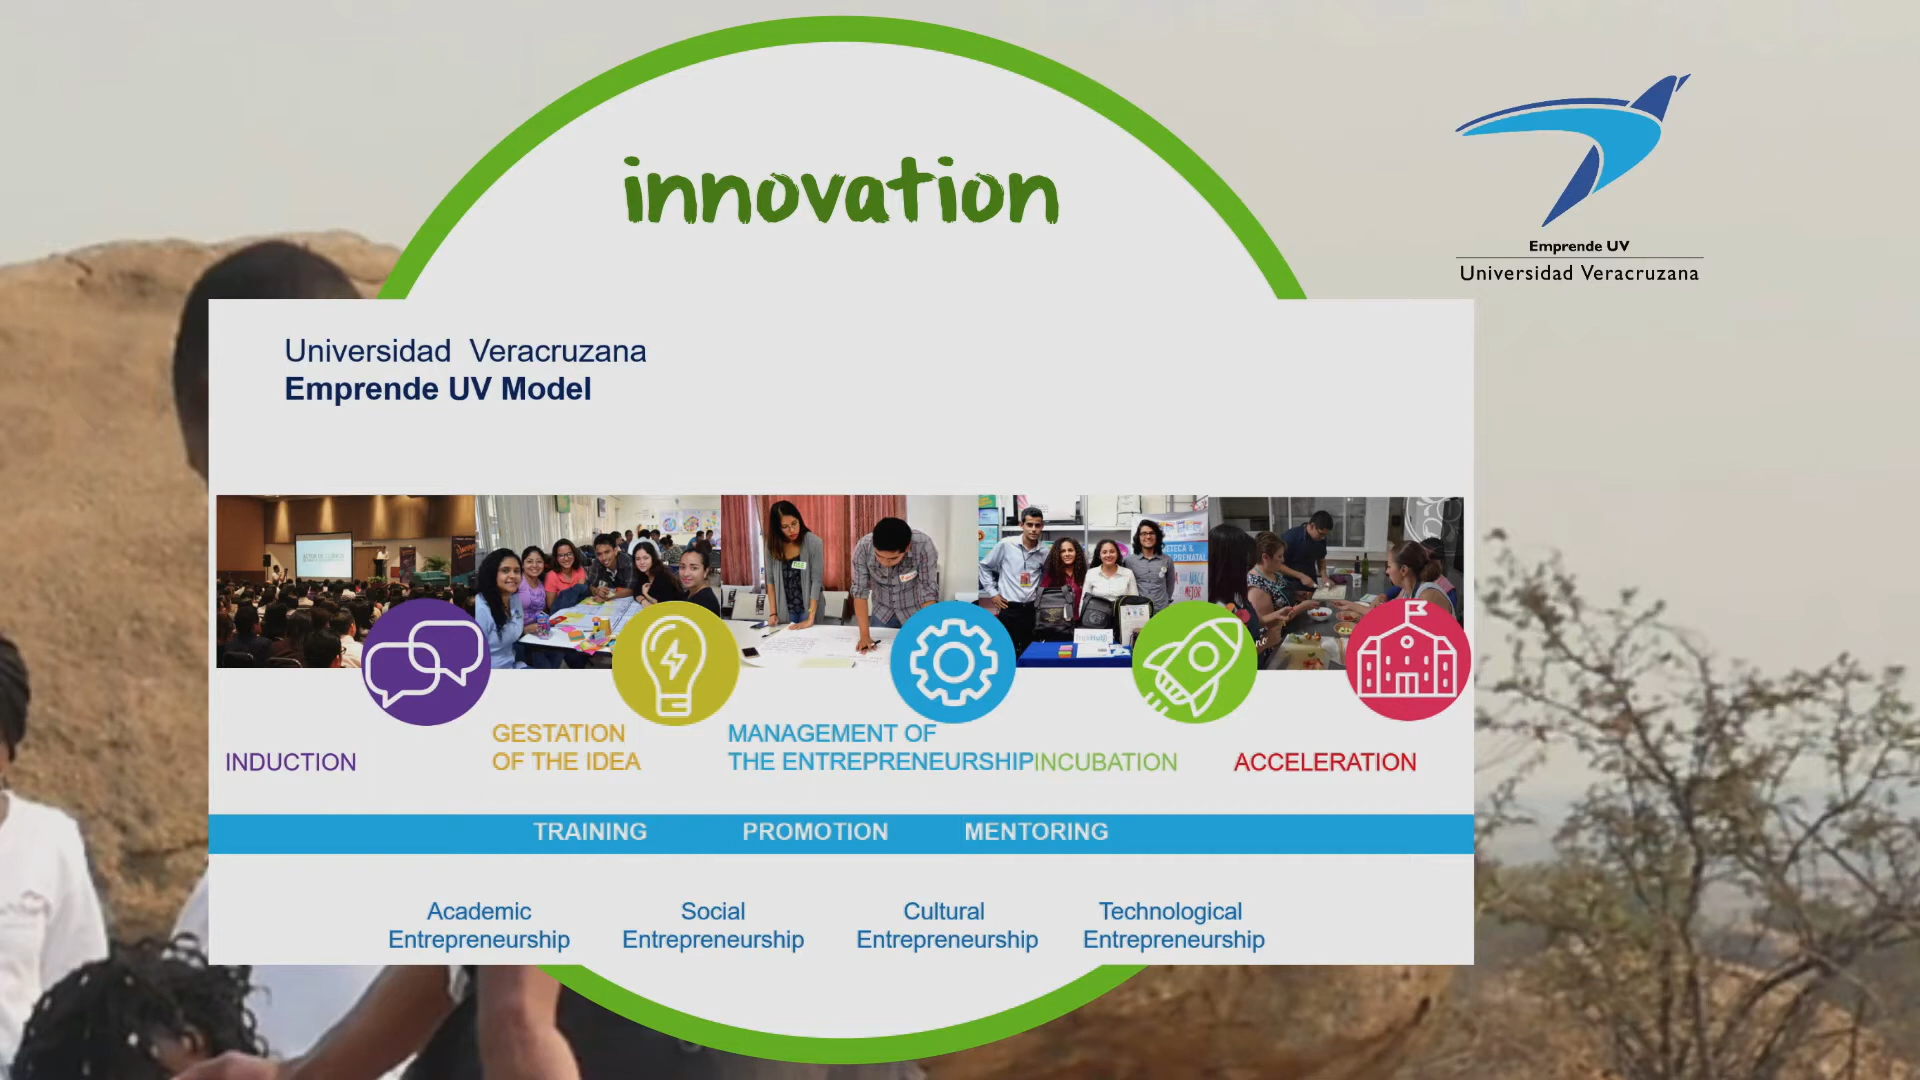 innovation
Emprende UV
Universidad Veracruzana
Universidad Veracruzana
Emprende UV Model
INDUCTION
GESTATION
OF THE IDEA
MANAGEMENT OF
THE ENTREPRENEURSHIP
INCUBATION
ACCELERATION
TRAINING PROMOTION MENTORING
Academic
Entrepreneurship
Social
Entrepreneurship
Cultural
Entrepreneurship
Technological
Entrepreneurship